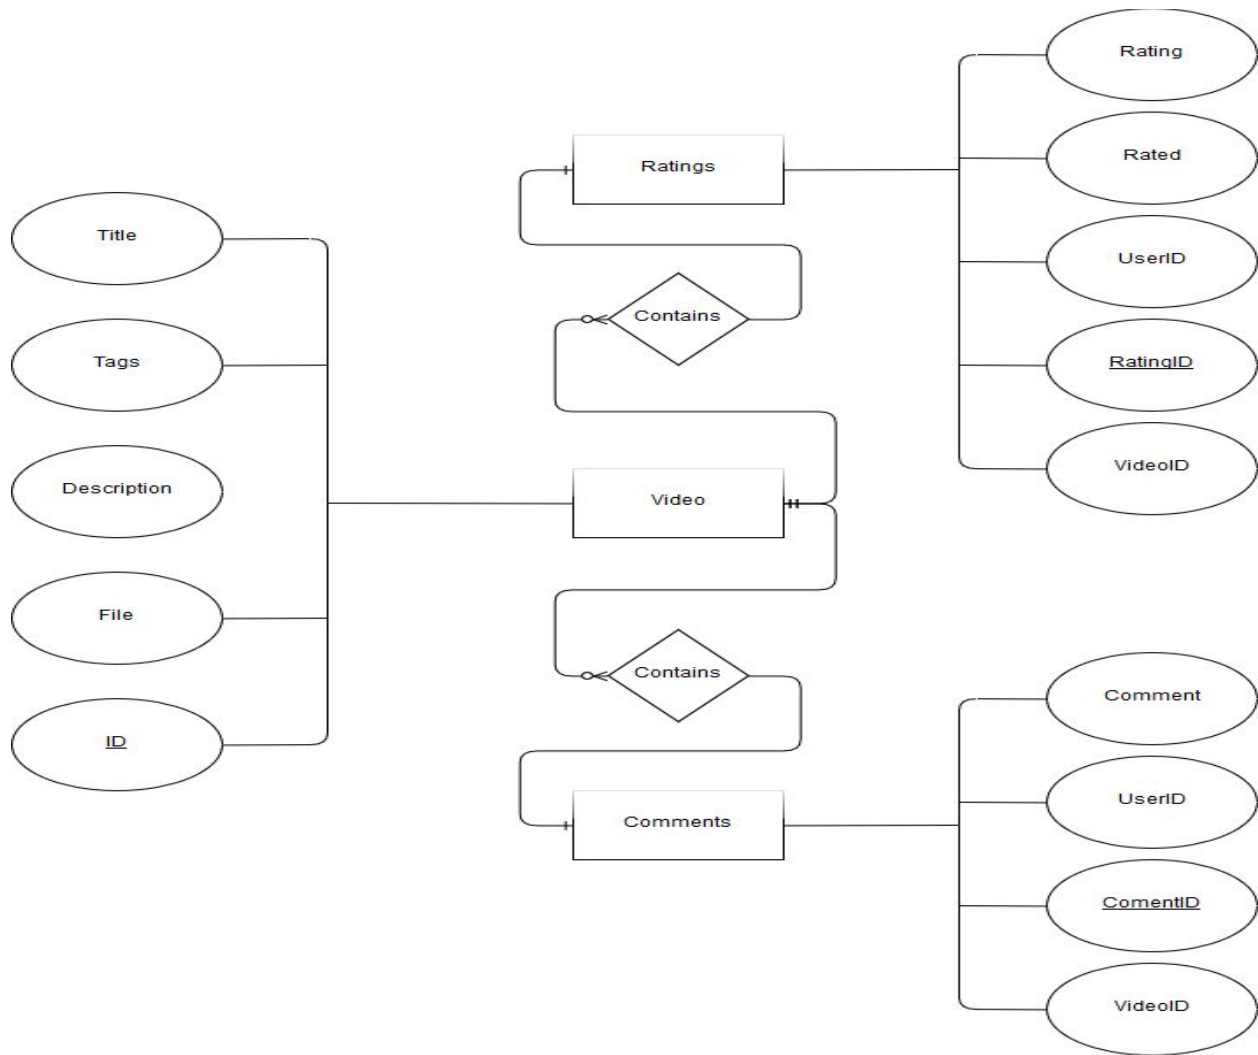 Title
Tags
Description
File
ID
Ratings
Contains
Video
Contains
Comments
Rating
Rated
UserID
RatingID
VideoID
Comment
UserID
ComentID
VideoID